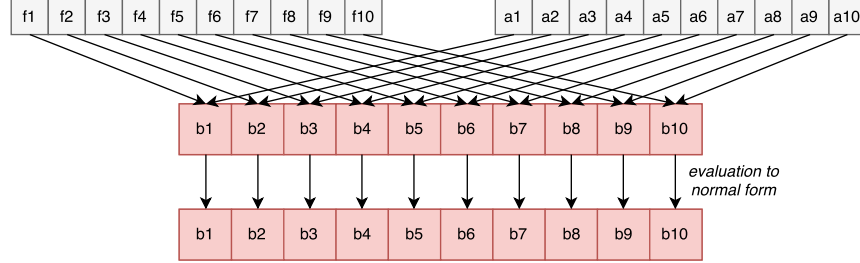 f1 f2 f3 f4 f5 f6 f7 f8 f9 f10 a1 a2 a3 a4 a5 a6 a7 a8 a9 a10
b1 b2 b3 b4 b5 b6 b7 b8 b9 b10
evaluation to
normal form
b1 b2 b3 b4 b5 b6 b7 b8 b9 b10